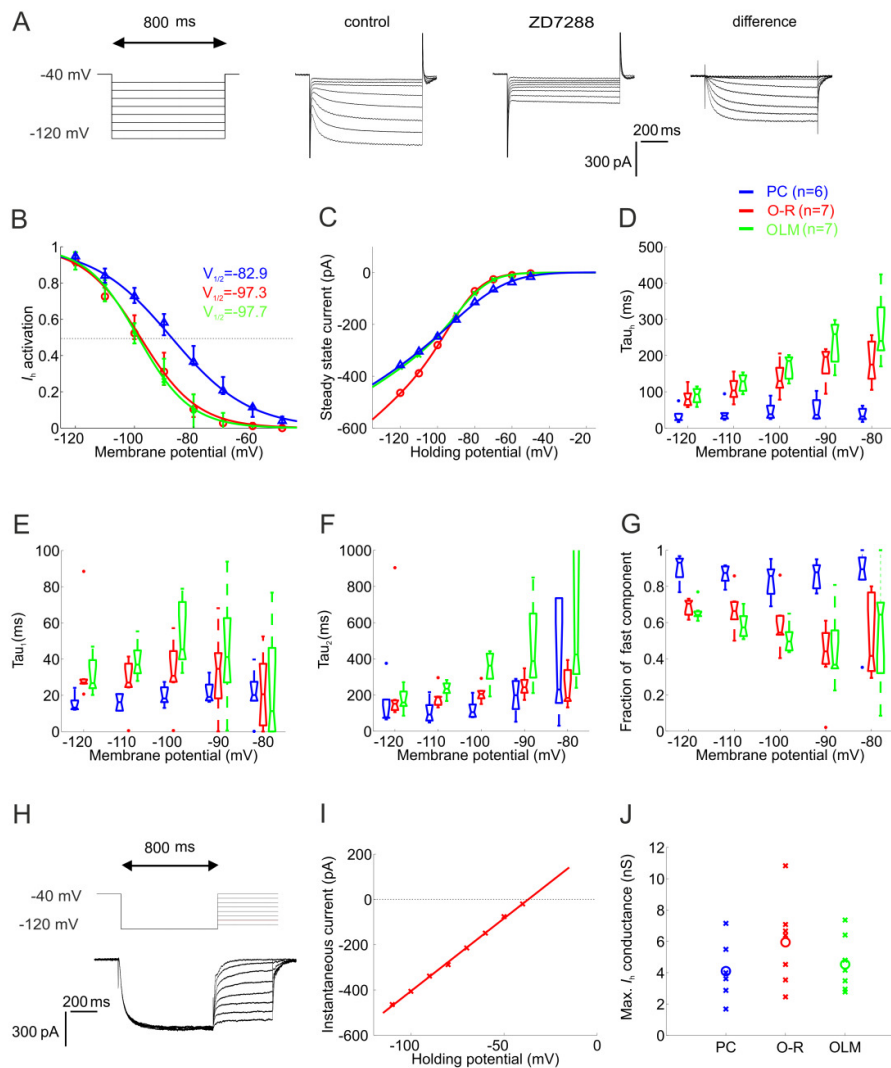 A
800 ms
control
ZD7288
difference
-40 mV
-120 mV
200 ms
300 pA
PC (n=6)
O-R (n=7)
OLM (n=7)
B
V1/2=-82.9
V1/2=-97.3
V1/2=-97.7
Ih activation
1
0.8
0.6
0.4
0.2
0
-120 -100 -80 -60
Membrane potential (mV)
C
Steady state current (pA)
0
-200
-400
-600
-120 -100 -80 -60 -40 -20
Holding potential (mV)
D
Tauh (ms)
500
400
300
200
100
0
-120 -110 -100 -90 -80
Membrane potential (mV)
E
Tau1(ms)
100
80
60
40
20
0
-120 -110 -100 -90 -80
Membrane potential (mV)
F
Tau2(ms)
1000
800
600
400
200
0
-120 -110 -100 -90 -80
Membrane potential (mV)
G
Fraction of fast component
1
0.8
0.6
0.4
0.2
0
-120 -110 -100 -90 -80
Membrane potential (mV)
H
800 ms
-40 mV
-120 mV
200 ms
300 pA
I
Instantaneous current (pA)
200
0
-200
-400
-600
-100 -50 0
Holding potential (mV)
J
Max. Ih conductance (nS)
12
10
8
6
4
2
0
PC O-R OLM